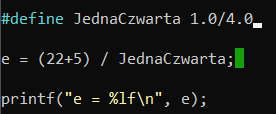 #define JednaCzwarta 1.0/4.0
e = (22+5) / JednaCzwarta;
printf("e = %lf\n", e);